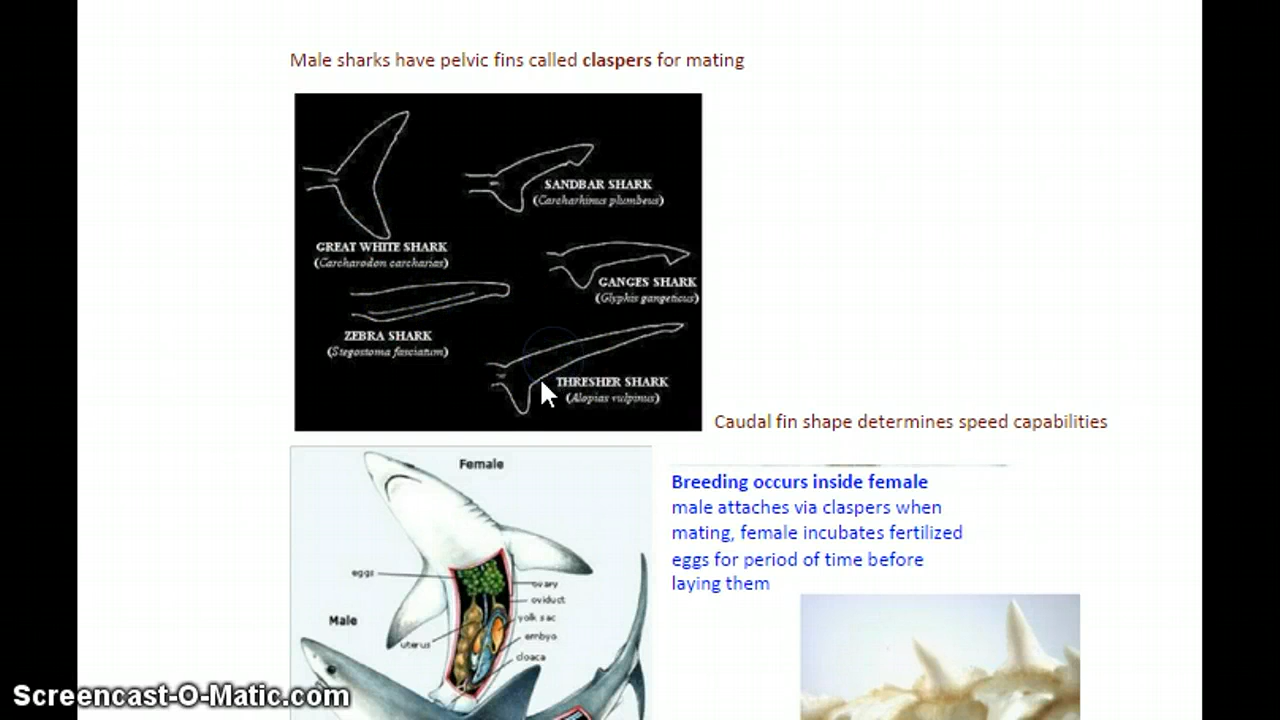 Male sharks have pelvic fins called claspers for mating
SANDBAR SHARK
(Carcharhinus plumbeus)
GREAT WHITE SHARK
(Carcharodon carcharias)
GANGES SHARK
(Glyphis gangeticus)
ZEBRA SHARK
(Stegostoma fasciatum)
THRESHER SHARK
(Alopias vulpinus)
Caudal fin shape determines speed capabilities
Female
Breeding occurs inside female
male attaches via claspers when
mating, female incubates fertilized
eggs for period of time before
laying them
eggs
ovary
oviduct
yolk sac
Male
embyo
uterus
cloaca
Screencast-O-Matic.com